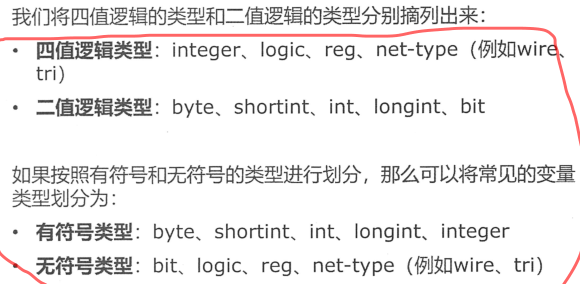 我们将四值逻辑的类型和二值逻辑的类型分别摘列出来：
• 四值逻辑类型：integer、logic、reg、net-type（例如wire、
tri）
• 二值逻辑类型：byte、shortint、int、longint、bit
如果按照有符号和无符号的类型进行划分，那么可以将常见的变量
类型划分为：
• 有符号类型：byte、shortint、int、longint、integer
• 无符号类型：bit、logic、reg、net-type（例如wire、tri）